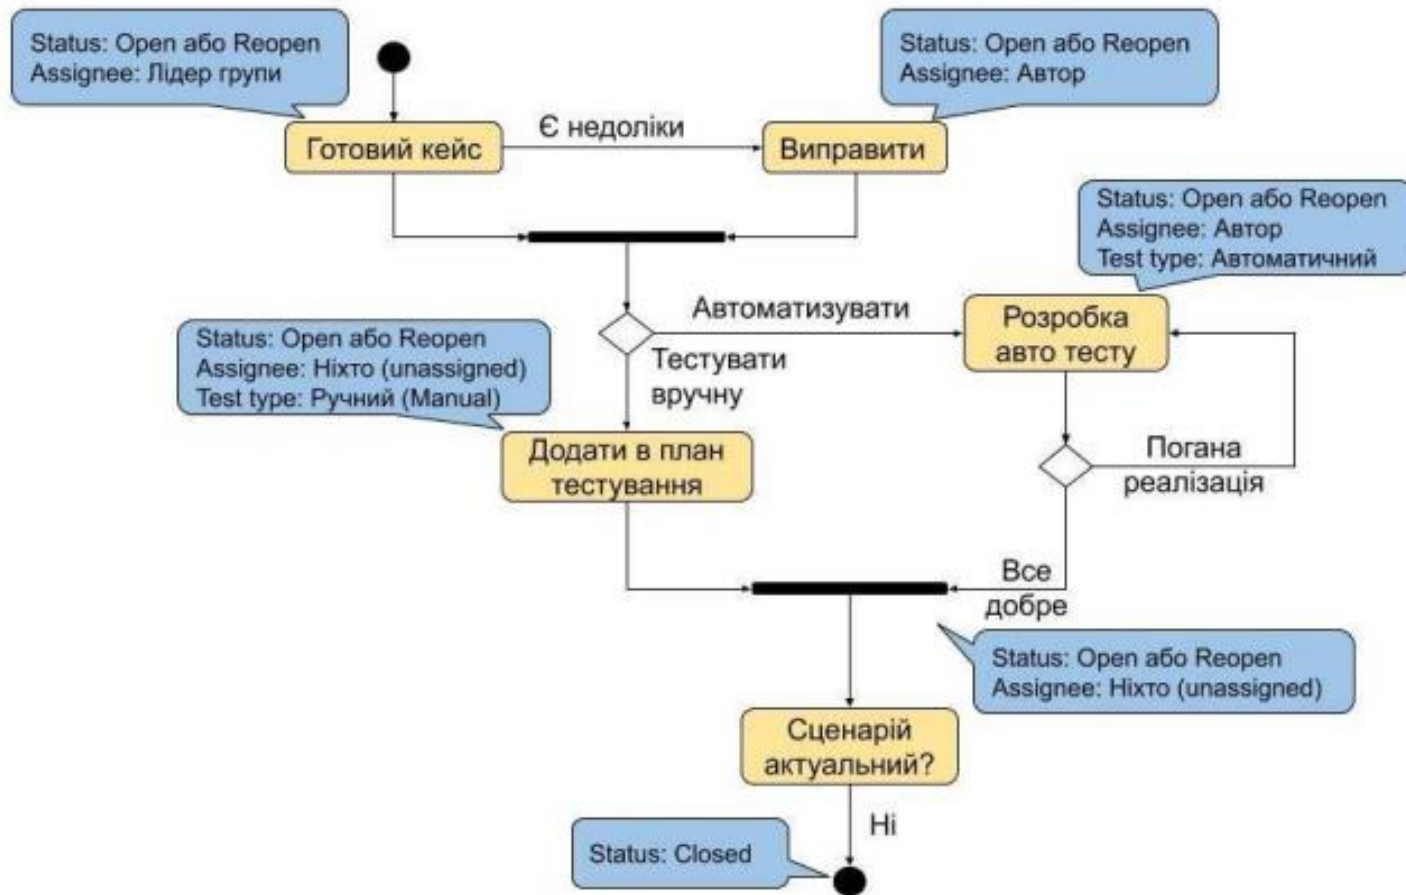 Status: Open або Reopen
Assignee: Лідер групи
Status: Open або Reopen
Assignee: Автор
Є недоліки
Готовий кейс
Виправити
Status: Open або Reopen
Assignee: Автор
Test type: Автоматичний
Автоматизувати
Розробка
авто тесту
Status: Open або Reopen
Assignee: Ніхто (unassigned)
Test type: Ручний (Manual)
Тестувати
вручну
Додати в план
тестування
Погана
реалізація
Все
добре
Status: Open або Reopen
Assignee: Ніхто (unassigned)
Сценарій
актуальний?
Ні
Status: Closed